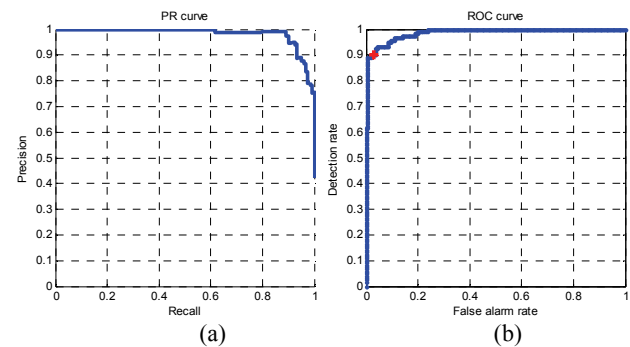 PR curve
1
0.9
0.8
0.7
0.6
0.5
0.4
0.3
0.2
0.1
0
Precision
0 0.2 0.4 0.6 0.8 1
Recall
(a)
ROC curve
1
0.9
0.8
0.7
0.6
0.5
0.4
0.3
0.2
0.1
0
Detection rate
0 0.2 0.4 0.6 0.8 1
False alarm rate
(b)